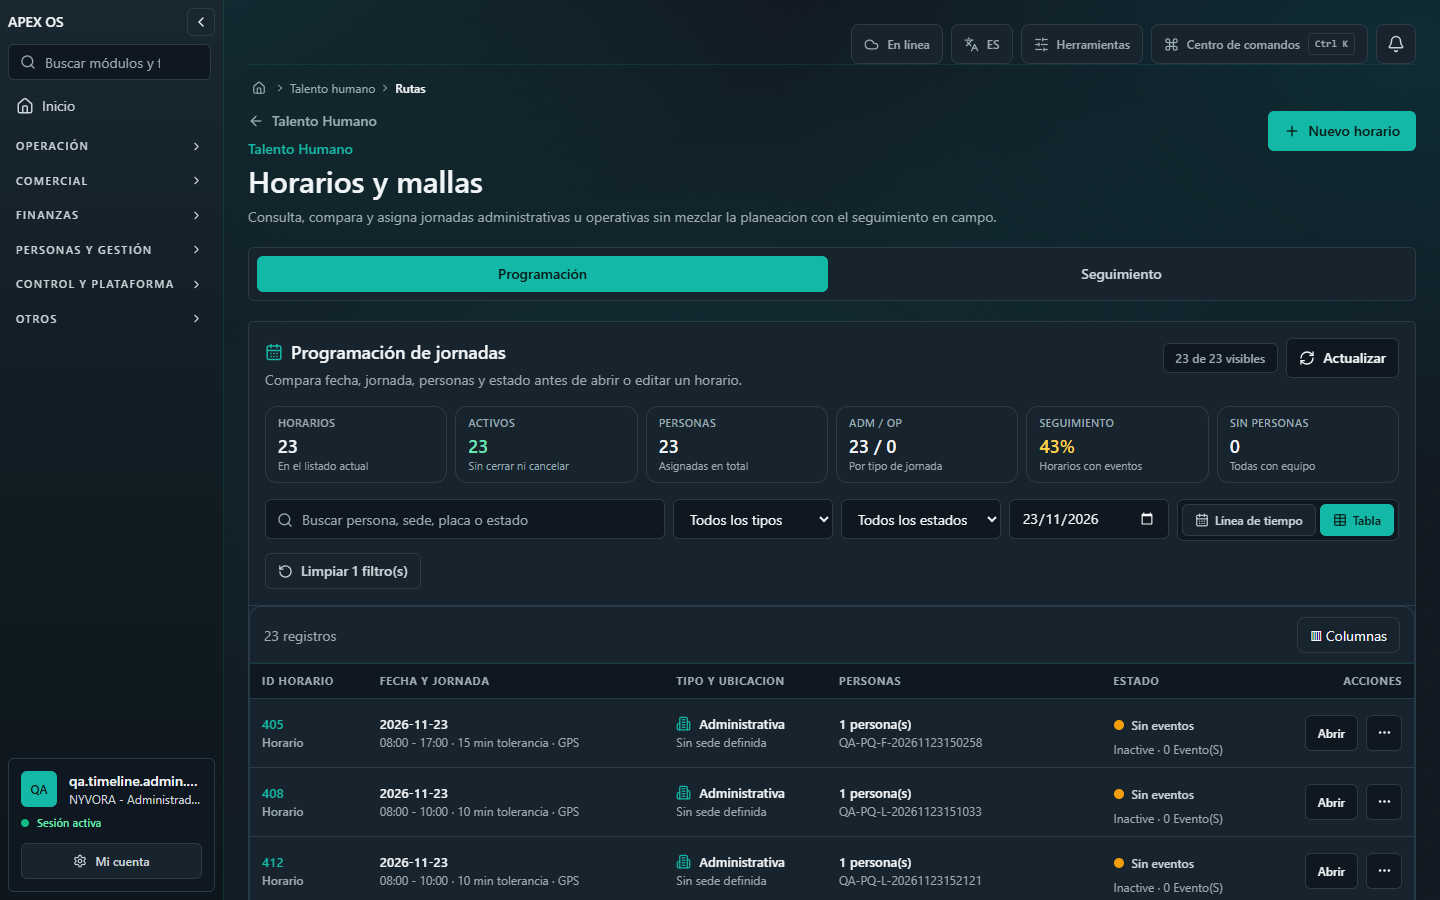 APEX OS
Buscar módulos y f
Inicio
OPERACIÓN
COMERCIAL
FINANZAS
PERSONAS Y GESTIÓN
CONTROL Y PLATAFORMA
OTROS
QA
qa.timeline.admin....
NYVORA - Administrad...
Sesión activa
Mi cuenta
En línea
ES
Herramientas
Centro de comandos Ctrl K
Talento humano > Rutas
Talento Humano
Talento Humano
Horarios y mallas
Consulta, compara y asigna jornadas administrativas u operativas sin mezclar la planeacion con el seguimiento en campo.
Nuevo horario
Programación
Seguimiento
Programación de jornadas
Compara fecha, jornada, personas y estado antes de abrir o editar un horario.
23 de 23 visibles
Actualizar
HORARIOS
23
En el listado actual
ACTIVOS
23
Sin cerrar ni cancelar
PERSONAS
23
Asignadas en total
ADM / OP
23 / 0
Por tipo de jornada
SEGUIMIENTO
43%
Horarios con eventos
SIN PERSONAS
0
Todas con equipo
Buscar persona, sede, placa o estado
Todos los tipos
Todos los estados
23/11/2026
Línea de tiempo
Tabla
Limpiar 1 filtro(s)
23 registros
Columnas
ID HORARIO FECHA Y JORNADA TIPO Y UBICACION PERSONAS ESTADO ACCIONES
405 2026-11-23 Administrativa 1 persona(s) Sin eventos Abrir ...
Horario 08:00 - 17:00 · 15 min tolerancia · GPS Sin sede definida QA-PQ-F-20261123150258 Inactive · 0 Evento(S)
408 2026-11-23 Administrativa 1 persona(s) Sin eventos Abrir ...
Horario 08:00 - 10:00 · 10 min tolerancia · GPS Sin sede definida QA-PQ-L-20261123151033 Inactive · 0 Evento(S)
412 2026-11-23 Administrativa 1 persona(s) Sin eventos Abrir ...
Horario 08:00 - 10:00 · 10 min tolerancia · GPS Sin sede definida QA-PQ-L-20261123152121 Inactive · 0 Evento(S)